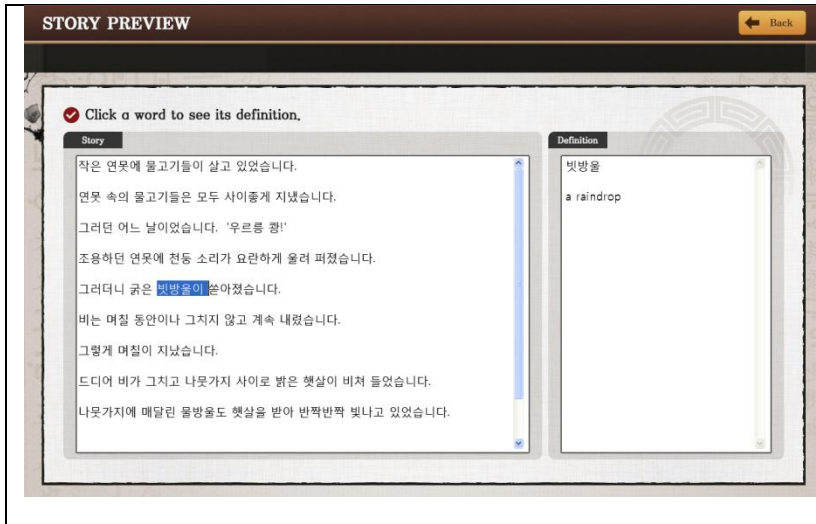 STORY PREVIEW
Back
Click a word to see its definition.
Story
작은 연못에 물고기들이 살고 있었습니다.
연못 속의 물고기들은 모두 사이좋게 지냈습니다.
그러던 어느 날이었습니다. '우르릉 쾅!'
조용하던 연못에 천둥 소리가 요란하게 울려 퍼졌습니다.
그러더니 굵은 빗방울이 쏟아졌습니다.
비는 며칠 동안이나 그치지 않고 계속 내렸습니다.
그렇게 며칠이 지났습니다.
드디어 비가 그치고 나뭇가지 사이로 밝은 햇살이 비쳐 들었습니다.
나뭇가지에 매달린 물방울도 햇살을 받아 반짝반짝 빛나고 있었습니다.
Definition
빗방울
a raindrop